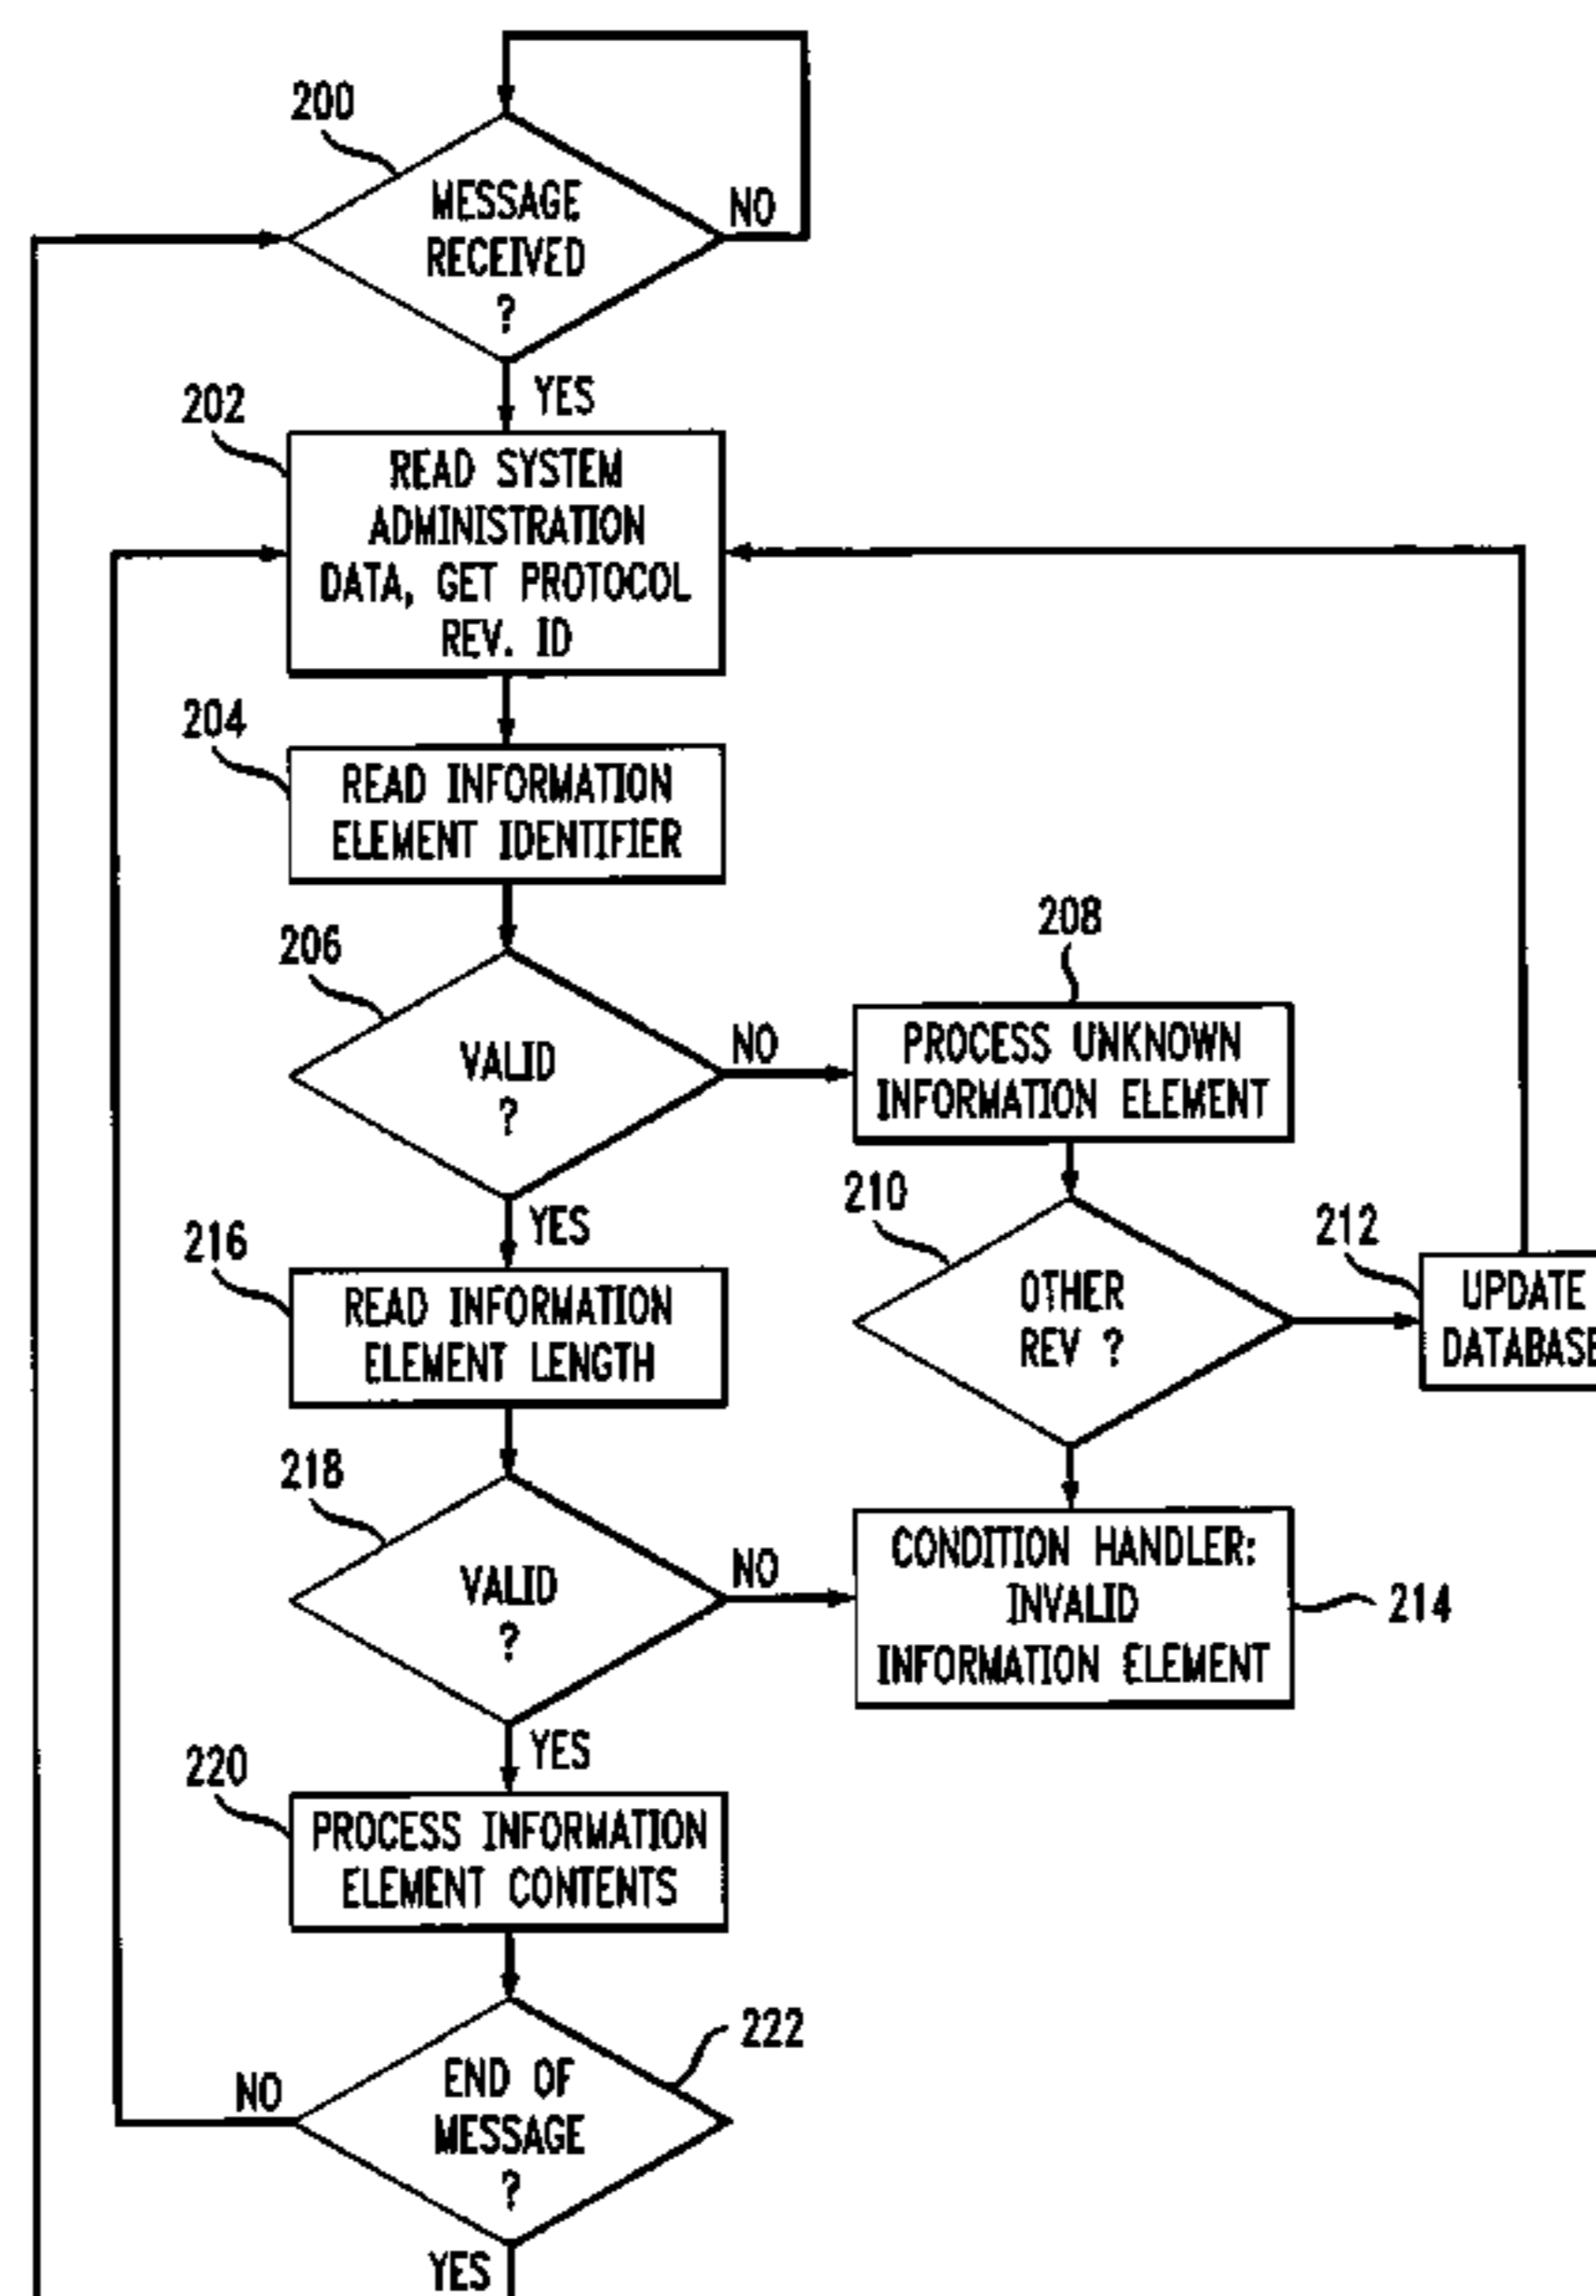 200
MESSAGE
RECEIVED
?
NO
YES
202
READ SYSTEM
ADMINISTRATION
DATA, GET PROTOCOL
REV. ID
204
READ INFORMATION
ELEMENT IDENTIFIER
206
VALID
?
NO
208
PROCESS UNKNOWN
INFORMATION ELEMENT
YES
210
OTHER
REV ?
212
UPDATE
DATABASE
216
READ INFORMATION
ELEMENT LENGTH
218
VALID
?
NO
CONDITION HANDLER:
INVALID
INFORMATION ELEMENT
214
YES
220
PROCESS INFORMATION
ELEMENT CONTENTS
222
END OF
MESSAGE
?
NO
YES